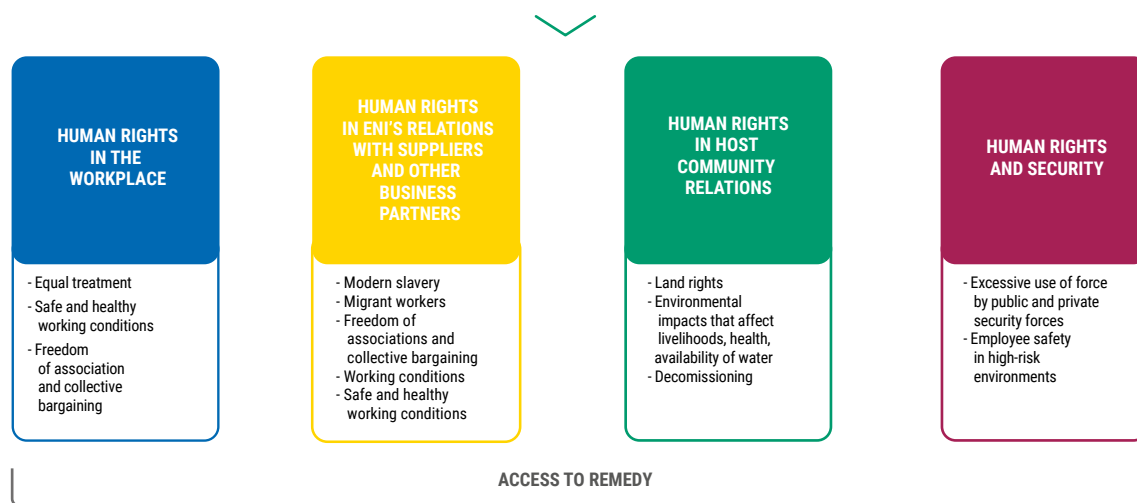 HUMAN RIGHTS
IN THE
WORKPLACE
- Equal treatment
- Safe and healthy
working conditions
- Freedom
of association
and collective
bargaining
HUMAN RIGHTS
IN ENI'S RELATIONS
WITH SUPPLIERS
AND OTHER
BUSINESS
PARTNERS
- Modern slavery
- Migrant workers
- Freedom of
associations and
collective bargaining
- Working conditions
- Safe and healthy
working conditions
HUMAN RIGHTS
IN HOST
COMMUNITY
RELATIONS
- Land rights
- Environmental
impacts that affect
livelihoods, health,
availability of water
- Decomissioning
HUMAN RIGHTS
AND SECURITY
- Excessive use of force
by public and private
security forces
- Employee safety
in high-risk
environments
ACCESS TO REMEDY